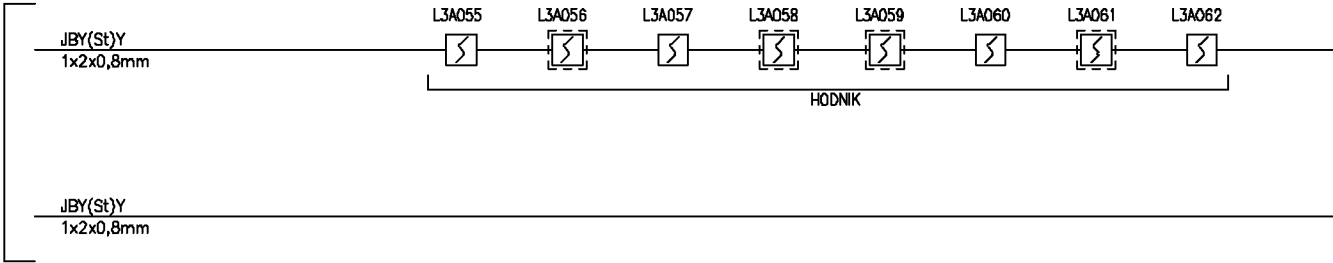 L3A055 L3A056 L3A057 L3A058 L3A059 L3A060 L3A061 L3A062
JBY(St)Y
1x2x0,8mm
HODNIK
JBY(St)Y
1x2x0,8mm